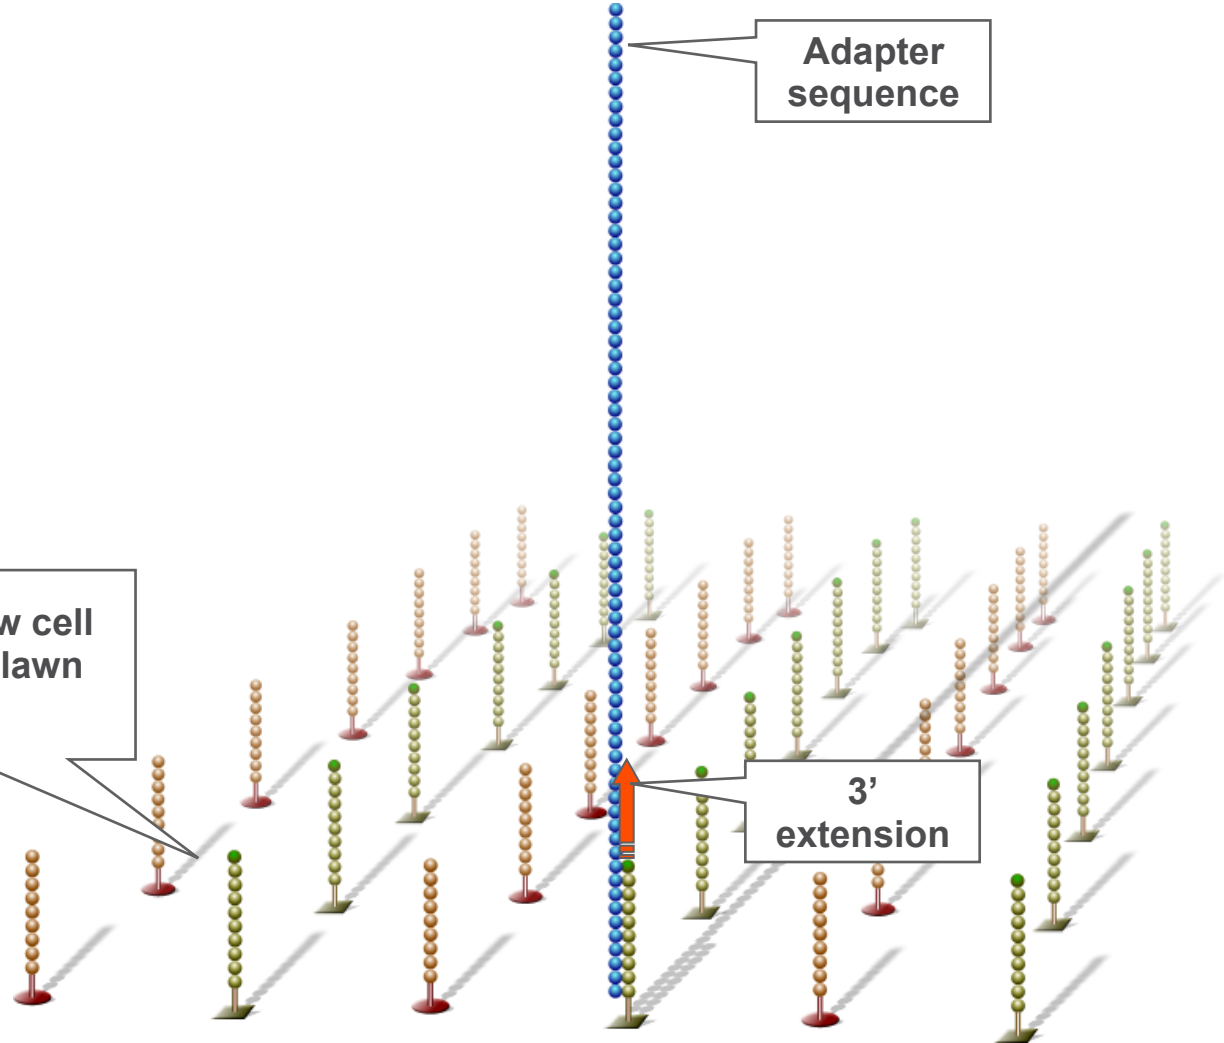 Adapter
sequence
w cell
lawn
3’
extension